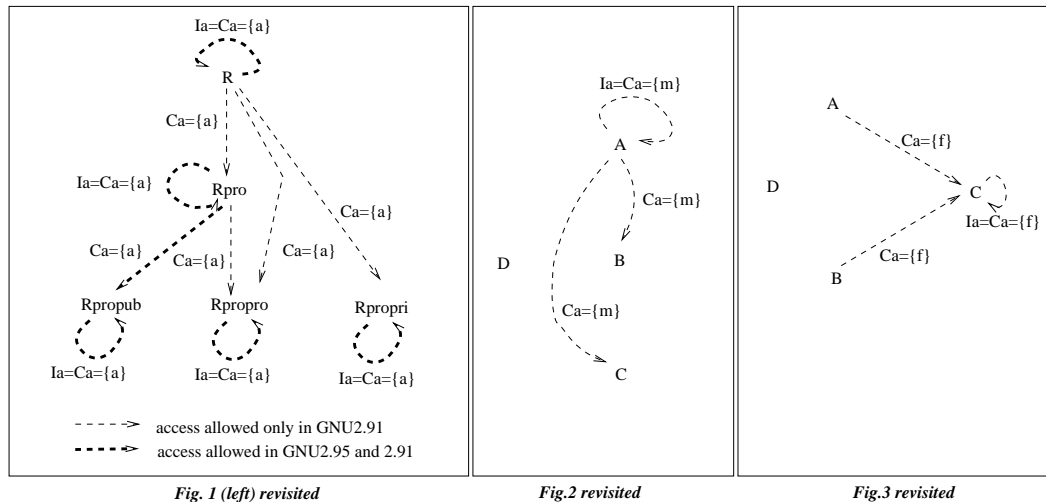 Ia=Ca={a}
R
Ca={a}
Ia=Ca={a}
Rpro
Ca={a}
Ca={a}
Ca={a}
Ca={a}
Rpropub
Rpropro
Rpropri
Ia=Ca={a}
Ia=Ca={a}
Ia=Ca={a}
access allowed only in GNU2.91
access allowed in GNU2.95 and 2.91
Fig. 1 (left) revisited
Ia=Ca={m}
A
Ca={m}
D
B
Ca={m}
C
Fig.2 revisited
A
Ca={f}
D
C
Ia=Ca={f}
Ca={f}
B
Fig.3 revisited